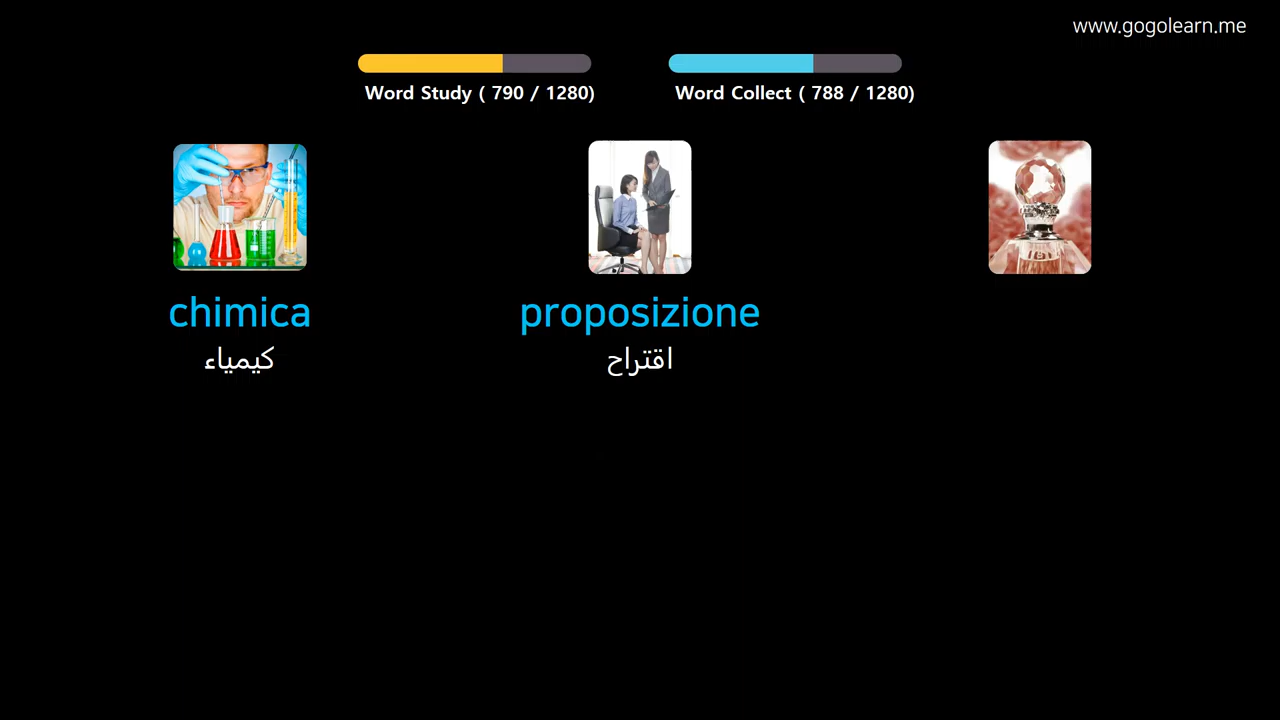 www.gogolearn.me
Word Study ( 790 / 1280)
Word Collect ( 788 / 1280)
chimica
proposizione
كيمياء
اقتراح